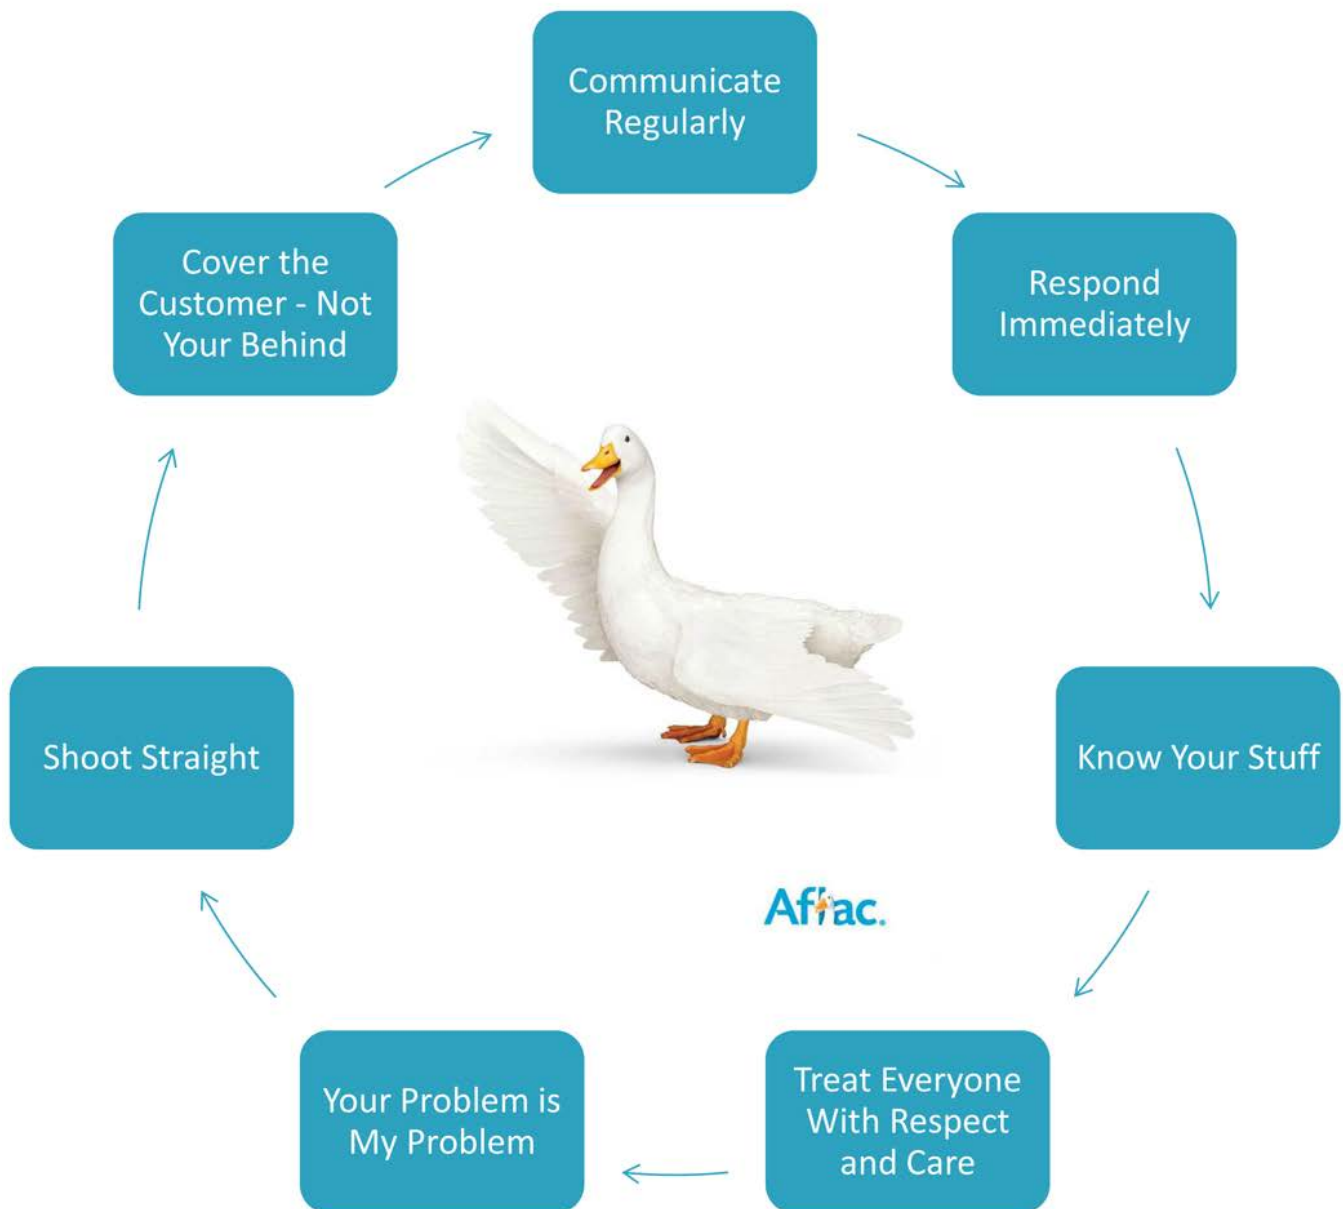 Communicate
Regularly
Respond
Immediately
Know Your Stuff
Treat Everyone
With Respect
and Care
Your Problem is
My Problem
Shoot Straight
Cover the
Customer - Not
Your Behind
Aflac.